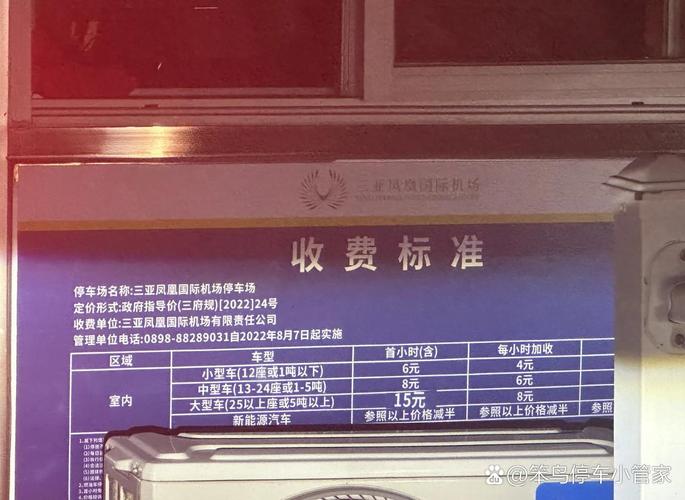 三亚凤凰国际机场
收费标准
停车场名称:三亚凤凰国际机场停车场
定价形式:政府指导价(三府规)[2022]24号
收费单位:三亚凤凰国际机场有限责任公司
管理单位电话:0898-88289031自2022年8月7日起实施
区域 车型 首小时(含) 每小时加收
室内 小型车(12座或1吨以下) 6元 4元
中型车(13-24座或1-5吨) 8元 6元
大型车(25以上座或5吨以上) 15元 8元
新能源汽车 参照以上价格减半 参照以上价格减半 参照
@笨鸟停车小管家